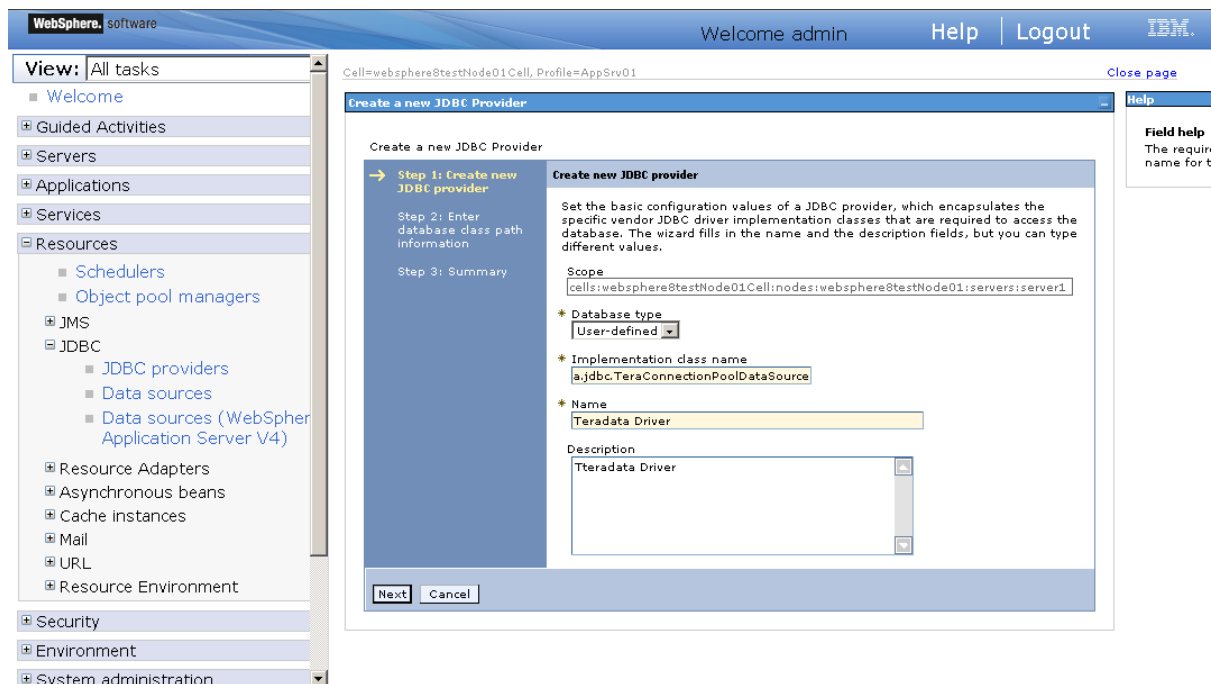 WebSphere. software
Welcome admin
Help
Logout
IBM.
View: All tasks
Welcome
Guided Activities
Servers
Applications
Services
Resources
Schedulers
Object pool managers
JMS
JDBC
JDBC providers
Data sources
Data sources (WebSpher
Application Server V4)
Resource Adapters
Asynchronous beans
Cache instances
Mail
URL
Resource Environment
Security
Environment
System administration
Cell=websphere8testNode01Cell, Profile=AppSrv01
Close page
Create a new JDBC Provider
Create a new JDBC Provider
Step 1: Create new
JDBC provider
Step 2: Enter
database class path
information
Step 3: Summary
Create new JDBC provider
Set the basic configuration values of a JDBC provider, which encapsulates the
specific vendor JDBC driver implementation classes that are required to access the
database. The wizard fills in the name and the description fields, but you can type
different values.
Scope
cells:websphere8testNode01Cell:nodes:websphere8testNode01:servers:server1
* Database type
User-defined
* Implementation class name
a.jdbc.TeraConnectionPoolDataSource
* Name
Teradata Driver
Description
Tteradata Driver
Next
Cancel
Help
Field help
The requir
name for t